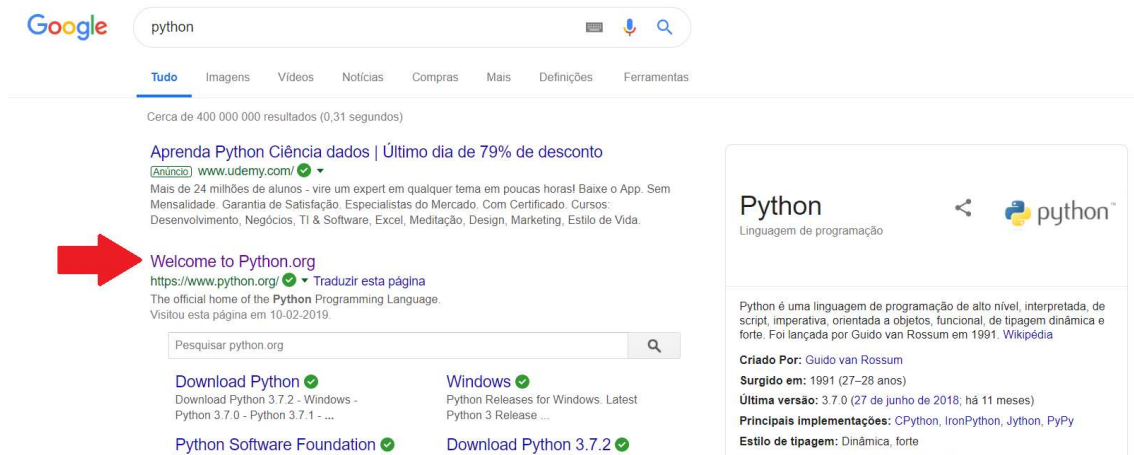 Google
python
Tudo Imagens Vídeos Notícias Compras Mais Definições Ferramentas
Cerca de 400 000 000 resultados (0,31 segundos)
Aprenda Python Ciência dados | Último dia de 79% de desconto
Anúncio www.udemy.com/
Mais de 24 milhões de alunos - vire um expert em qualquer tema em poucas horas! Baixe o App. Sem
Mensalidade. Garantia de Satisfação. Especialistas do Mercado. Com Certificado. Cursos:
Desenvolvimento, Negócios, TI & Software, Excel, Meditação, Design, Marketing, Estilo de Vida.
Welcome to Python.org
https://www.python.org/ Traduzir esta página
The official home of the Python Programming Language.
Visitou esta página em 10-02-2019.
Pesquisar python.org
Download Python
Download Python 3.7.2 - Windows -
Python 3.7.0 - Python 3.7.1 - ...
Windows
Python Releases for Windows. Latest
Python 3 Release ...
Python Software Foundation
Download Python 3.7.2
Python
Linguagem de programação
python™
Python é uma linguagem de programação de alto nível, interpretada, de
script, imperativa, orientada a objetos, funcional, de tipagem dinâmica e
forte. Foi lançada por Guido van Rossum em 1991. Wikipédia
Criado Por: Guido van Rossum
Surgido em: 1991 (27–28 anos)
Última versão: 3.7.0 (27 de junho de 2018; há 11 meses)
Principais implementações: CPython, IronPython, Jython, PyPy
Estilo de tipagem: Dinâmica, forte